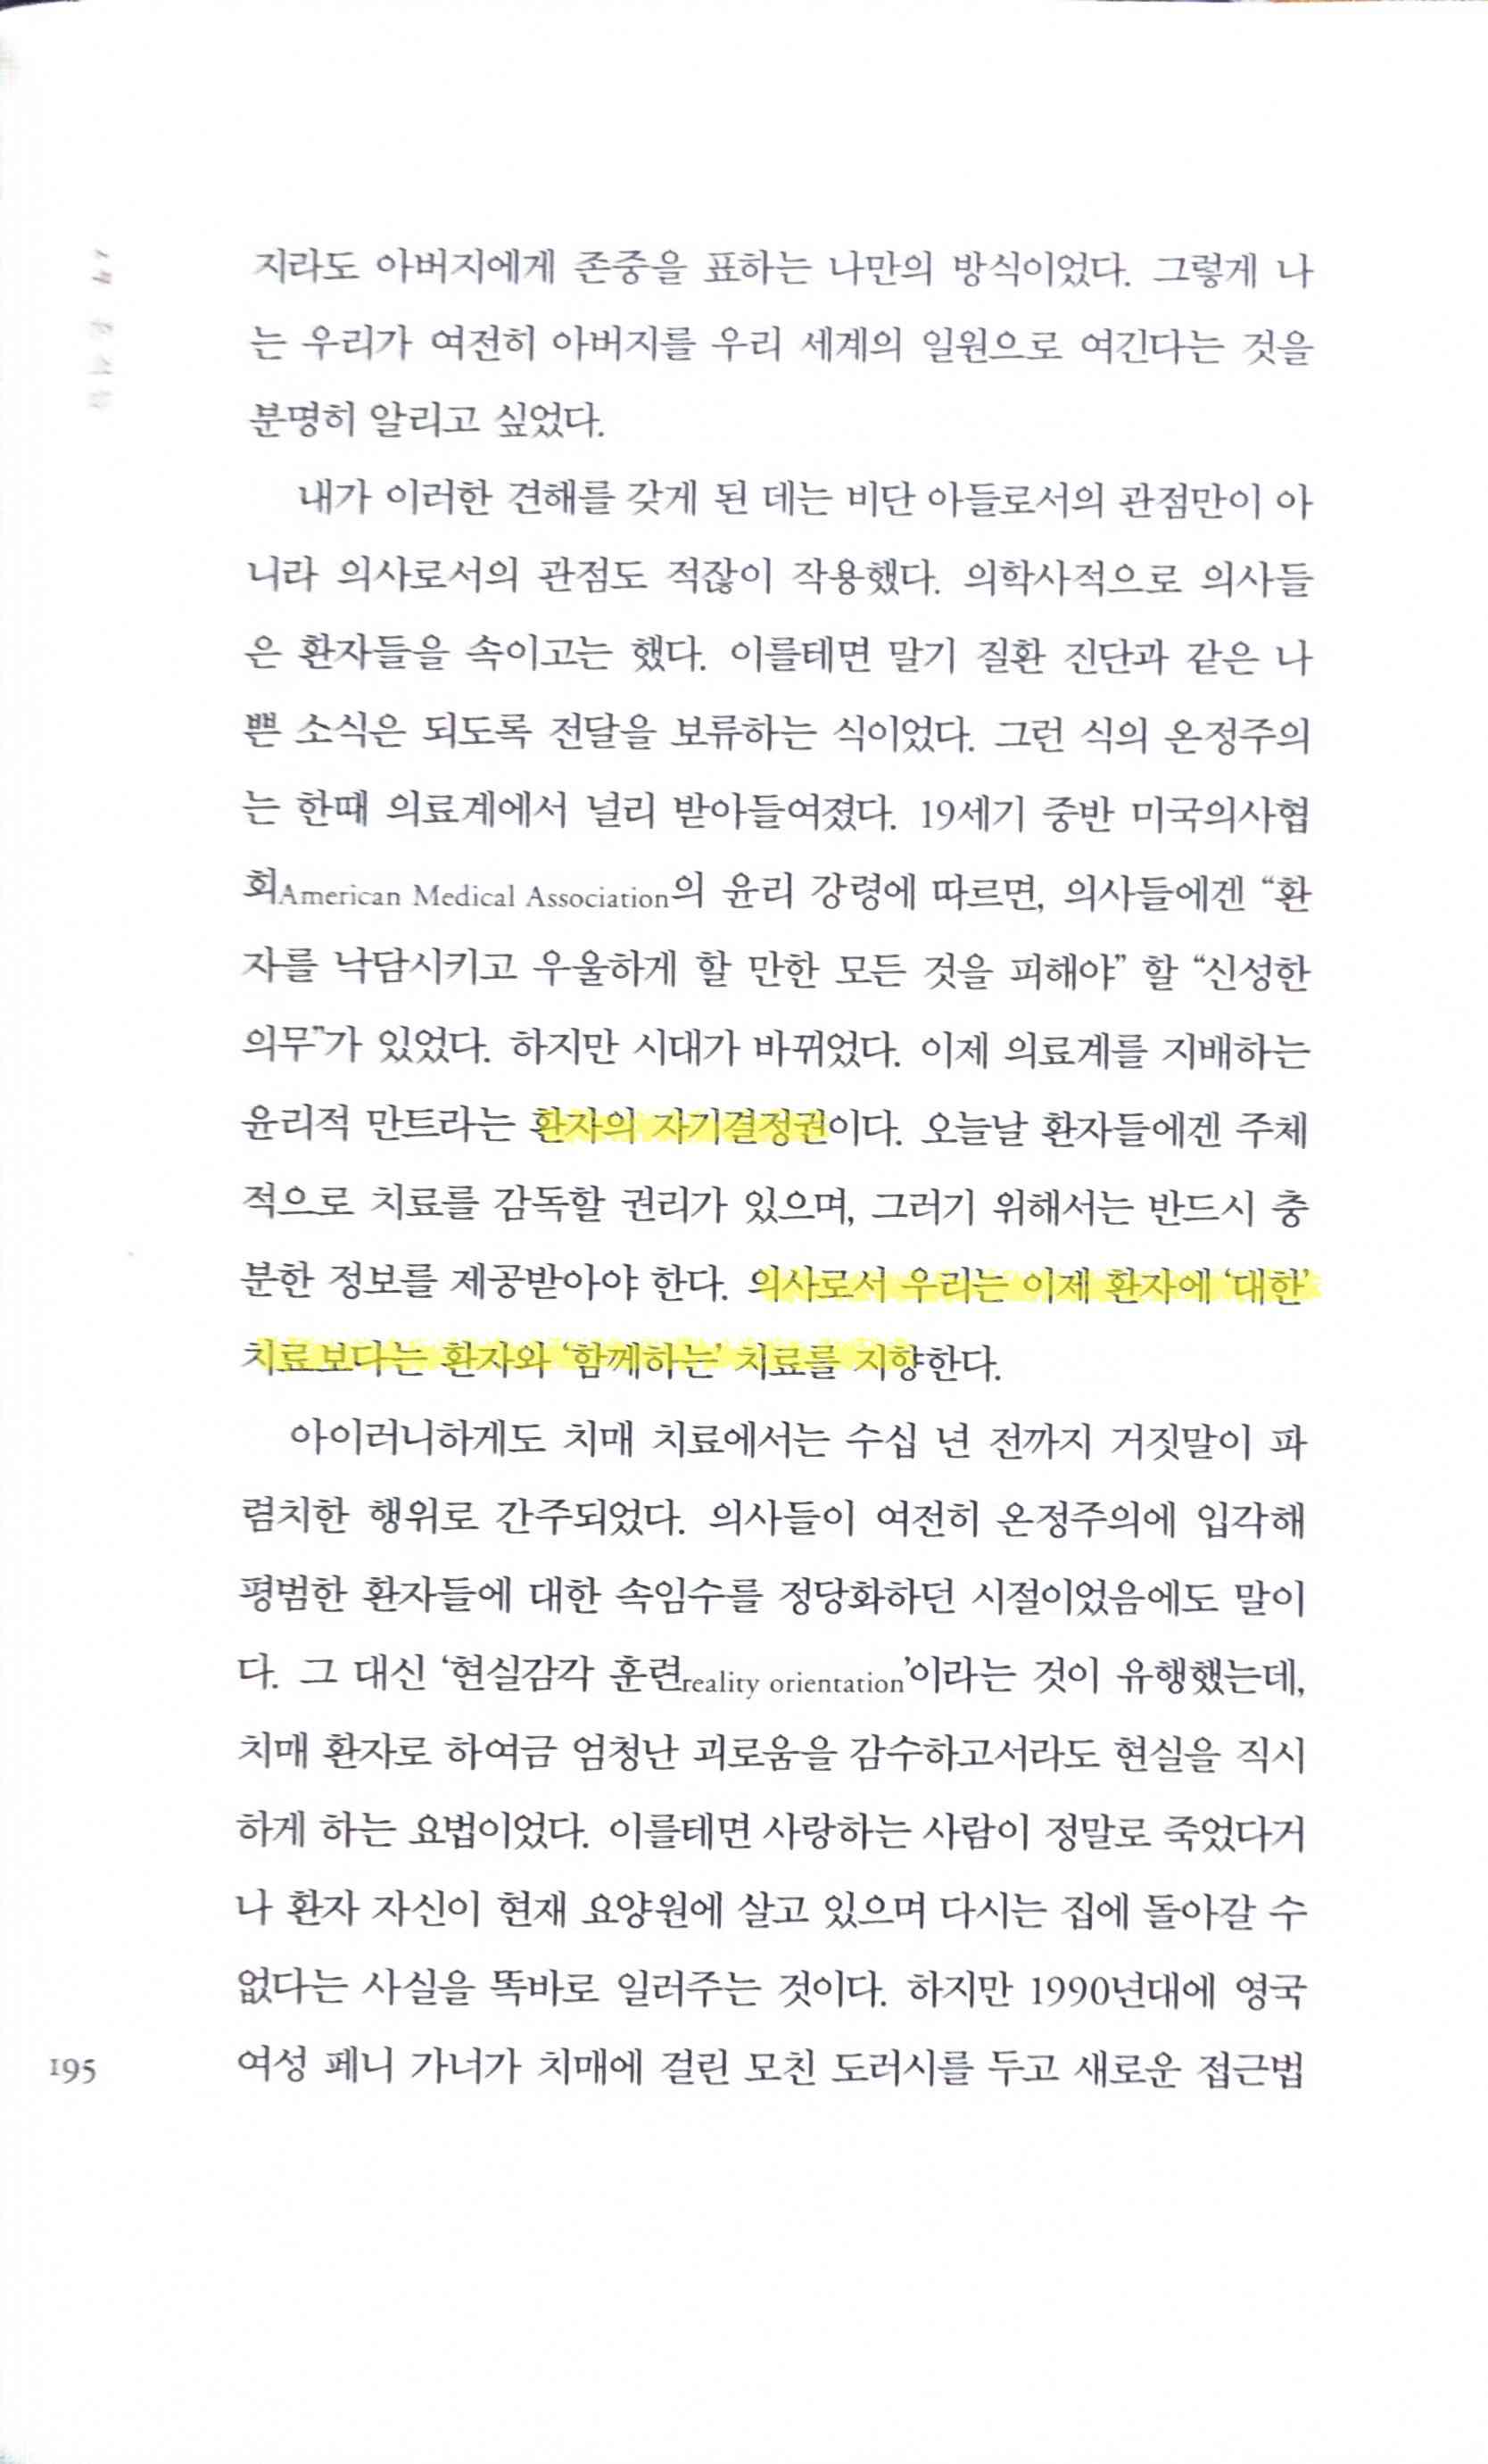 지라도 아버지에게 존중을 표하는 나만의 방식이었다. 그렇게 나
는 우리가 여전히 아버지를 우리 세계의 일원으로 여긴다는 것을
분명히 알리고 싶었다.
내가 이러한 견해를 갖게 된 데는 비단 아들로서의 관점만이 아
니라 의사로서의 관점도 적잖이 작용했다. 의학사적으로 의사들
은 환자들을 속이고는 했다. 이를테면 말기 질환 진단과 같은 나
쁜 소식은 되도록 전달을 보류하는 식이었다. 그런 식의 온정주의
는 한때 의료계에서 널리 받아들여졌다. 19세기 중반 미국의사협
회American Medical Association의 윤리 강령에 따르면, 의사들에겐 “환
자를 낙담시키고 우울하게 할 만한 모든 것을 피해야” 할 “신성한
의무”가 있었다. 하지만 시대가 바뀌었다. 이제 의료계를 지배하는
윤리적 만트라는 환자의 자기결정권이다. 오늘날 환자들에겐 주체
적으로 치료를 감독할 권리가 있으며, 그러기 위해서는 반드시 충
분한 정보를 제공받아야 한다. 의사로서 우리는 이제 환자에 ‘대한’
치료보다는 환자와 ‘함께하는’ 치료를 지향한다.
아이러니하게도 치매 치료에서는 수십 년 전까지 거짓말이 파
렴치한 행위로 간주되었다. 의사들이 여전히 온정주의에 입각해
평범한 환자들에 대한 속임수를 정당화하던 시절이었음에도 말이
다. 그 대신 ‘현실감각 훈련reality orientation’이라는 것이 유행했는데,
치매 환자로 하여금 엄청난 괴로움을 감수하고서라도 현실을 직시
하게 하는 요법이었다. 이를테면 사랑하는 사람이 정말로 죽었다거
나 환자 자신이 현재 요양원에 살고 있으며 다시는 집에 돌아갈 수
없다는 사실을 똑바로 일러주는 것이다. 하지만 1990년대에 영국
여성 페니 가너가 치매에 걸린 모친 도러시를 두고 새로운 접근법
195